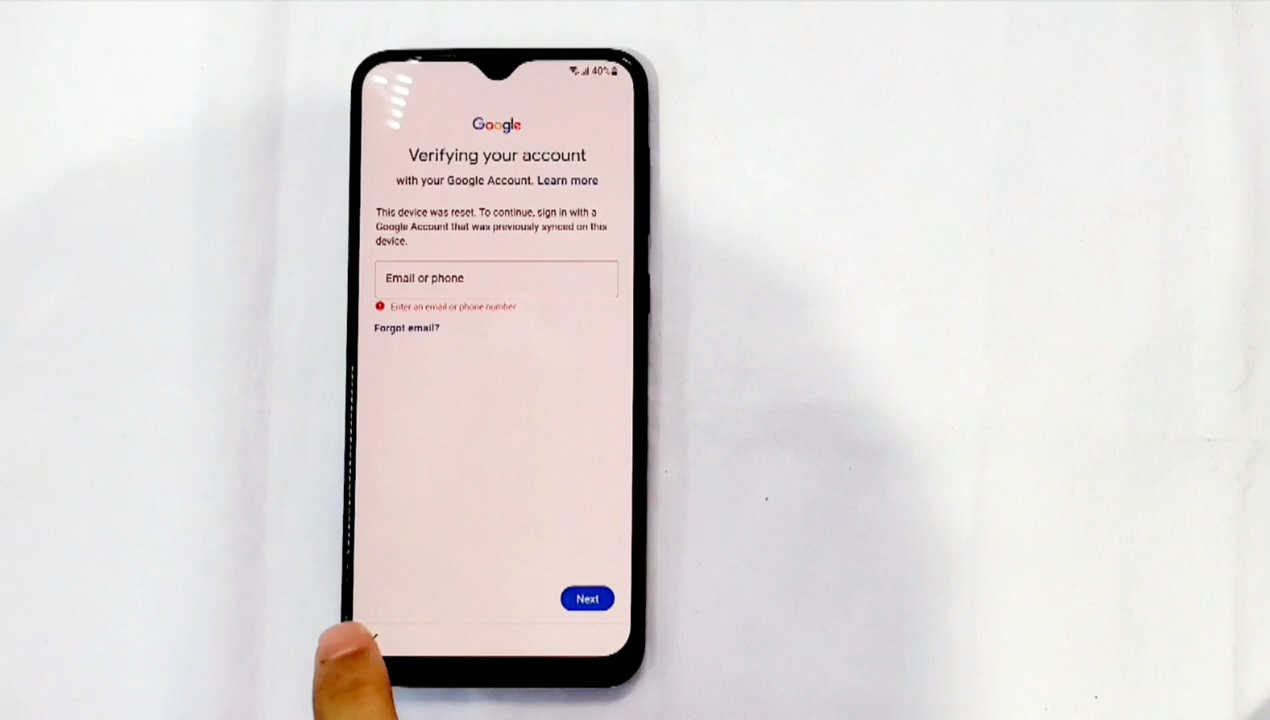 40%
Google
Verifying your account
with your Google Account. Learn more
This device was reset. To continue, sign in with a
Google Account that was previously synced on this
device.
Email or phone
Enter an email or phone number
Forgot email?
Next